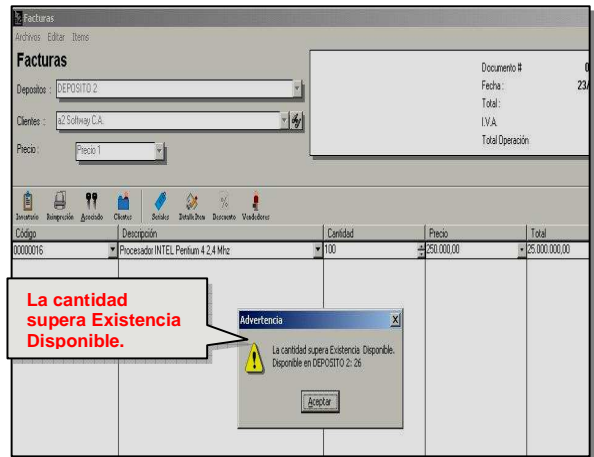 Facturas
Archivos Editar Items
Facturas
Depositos : DEPOSITO 2
Clientes : a2 Softway C.A.
Precio : Precio 1
Documento # 0
Fecha : 23/
Total :
I.V.A.
Total Operación
Inventario Reimpresión Asociado Clientes Seriales Detalle Item Descuento Vendedores
Código Descripción Cantidad Precio Total
00000016 Procesador INTEL Pentium 4 2,4 Mhz 100 250.000,00 25.000.000,00
La cantidad
supera Existencia
Disponible.
Advertencia
La cantidad supera Existencia Disponible.
Disponible en DEPOSITO 2: 26
Aceptar